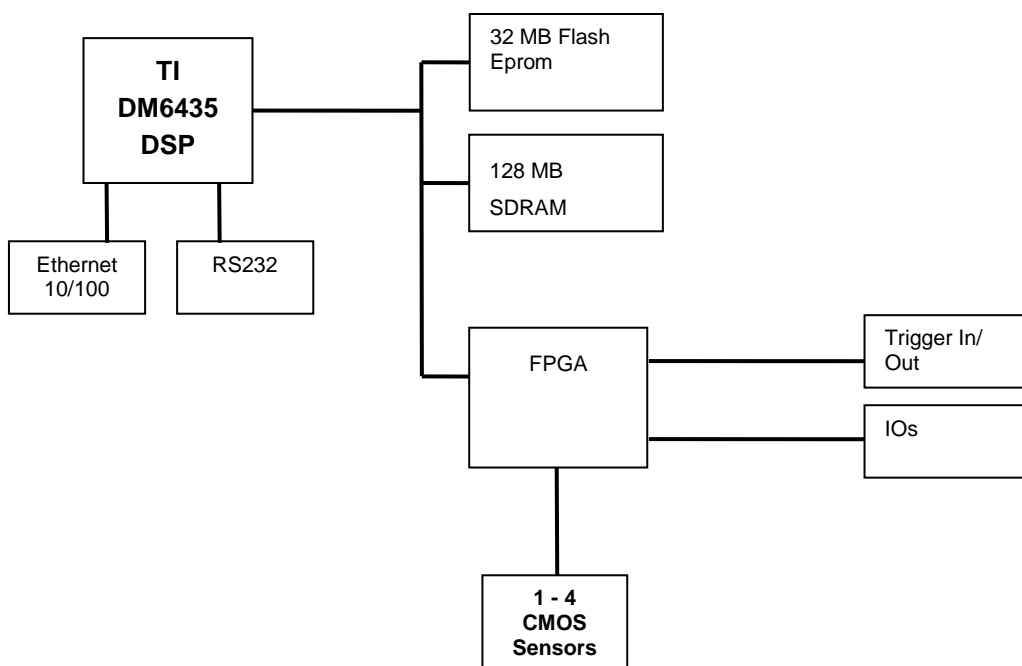 TI
DM6435
DSP
32 MB Flash
Eprom
128 MB
SDRAM
Ethernet
10/100
RS232
FPGA
Trigger In/
Out
IOs
1 - 4
CMOS
Sensors